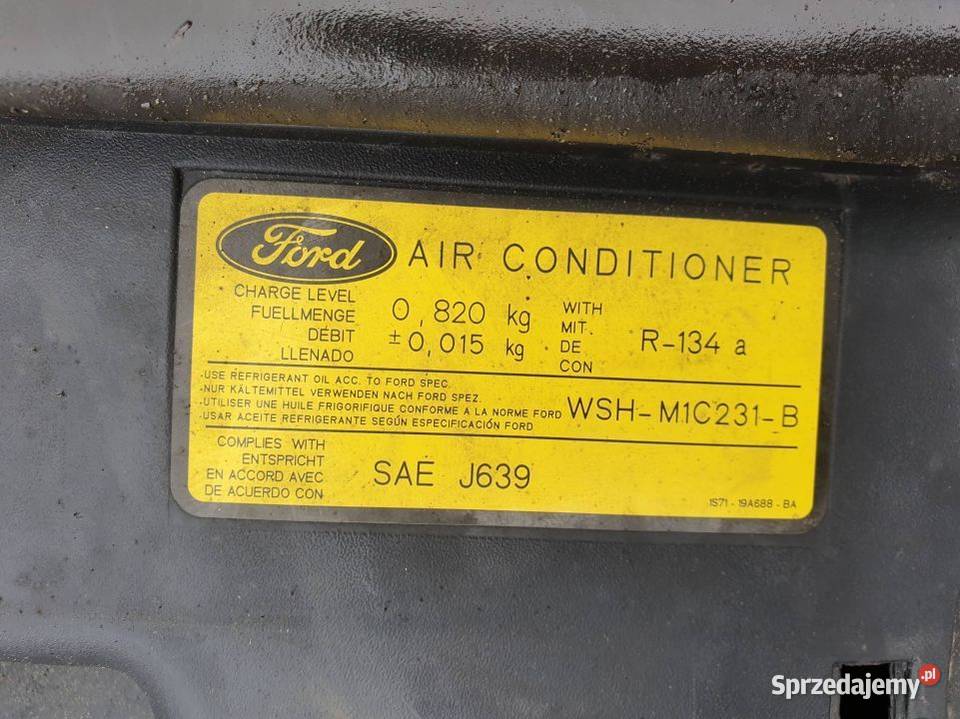 Ford AIR CONDITIONER
CHARGE LEVEL
FUELLMENGE
DEBIT
LLENADO
0,820 kg
±0,015 kg
WITH
MIT
DE
CON
R-134 a
-USE REFRIGERANT OIL ACC. TO FORD SPEC.
-NUR KÄLTEMITTEL VERWENDEN NACH FORD SPEZ.
-UTILISER UNE HUILE FRIGORIFIQUE CONFORME A LA NORME FORD
-USAR ACEITE REFRIGERANTE SEGÚN ESPECIFICACIÓN FORD
WSH-M1C231-B
COMPLIES WITH
ENTSPRICHT
EN ACCORD AVEC
DE ACUERDO CON
SAE J639
1S71-19A688-BA
Sprzedajemy.pl